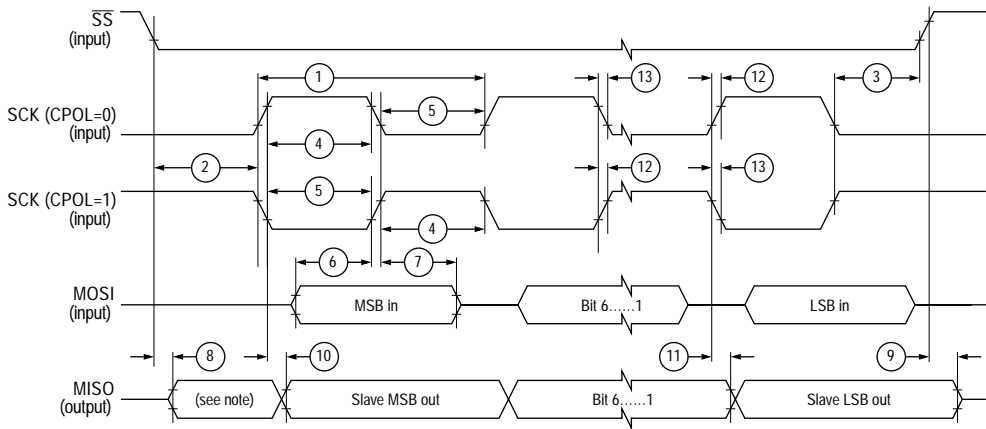 SS
(input)
1
13
12
3
SCK (CPOL=0)
(input)
5
4
2
12
13
SCK (CPOL=1)
(input)
5
4
6
7
MOSI
(input)
MSB in
Bit 6......1
LSB in
8
10
11
9
MISO
(output)
(see note)
Slave MSB out
Bit 6......1
Slave LSB out